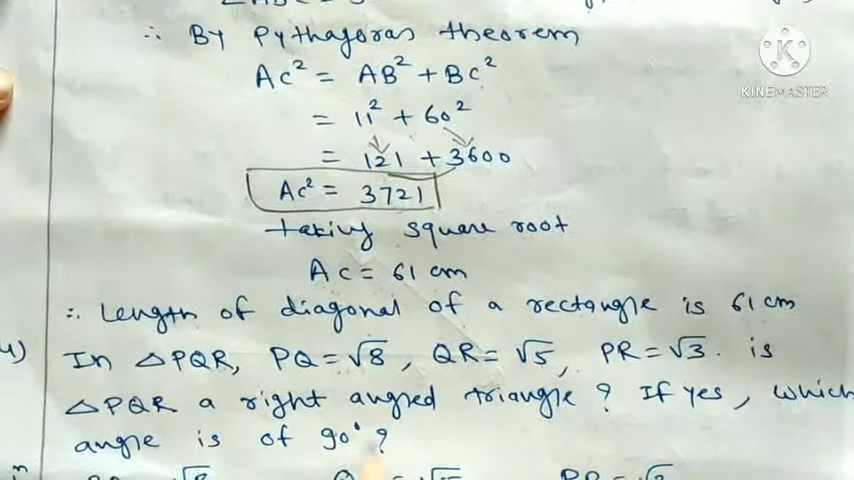 ∴ By Pythagoras theorem
K
KINEMASTER
AC² = AB² + BC²
= 11² + 60²
= 121 + 3600
AC² = 3721
taking square root
AC = 61 cm
∴ Length of diagonal of a rectangle is 61 cm
4) In △PQR, PQ = √8, QR = √5, PR = √3. is
△PQR a right angled triangle? If yes, which
angle is of 90°?